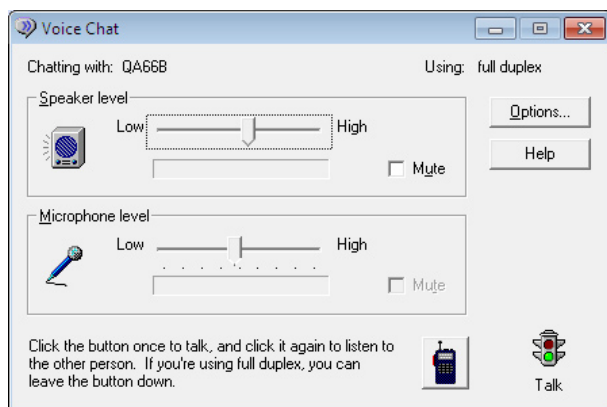 Voice Chat
Chatting with: QA66B
Using: full duplex
Speaker level
Low
High
Mute
Options...
Help
Microphone level
Low
High
Mute
Click the button once to talk, and click it again to listen to
the other person. If you're using full duplex, you can
leave the button down.
Talk